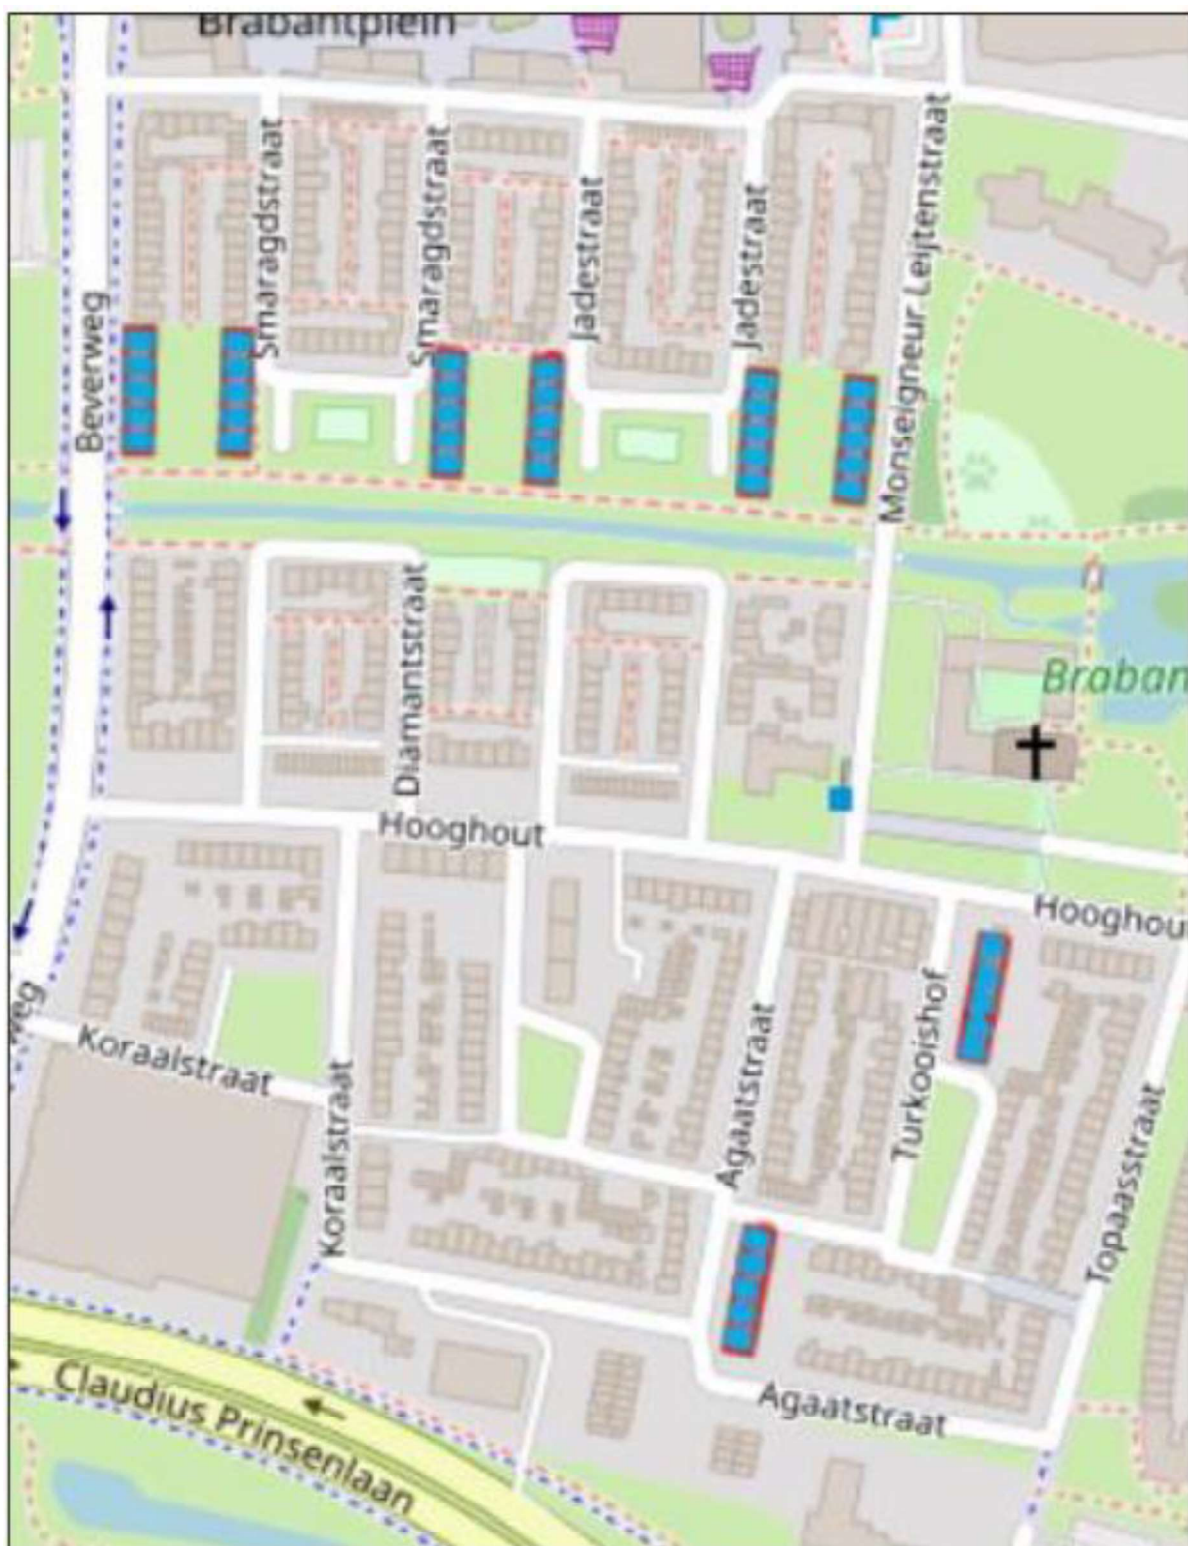 Brabantplein
Smaragdstraat
Smaragdstraat
Jadestraat
Jadestraat
Monseigneur Leijtenstraat
Beverweg
Diamantstraat
Braban
Hooghout
Hooghou
weg
Koraalstraat
Koraalstraat
Agaatstraat
Turkooishof
Topaasstraat
Agaatstraat
Claudius Prinsenlaan